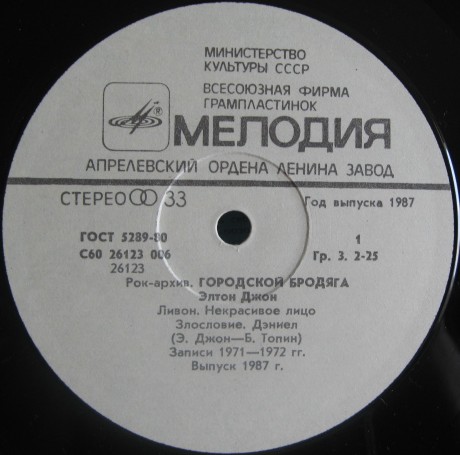 МИНИСТЕРСТВО
КУЛЬТУРЫ СССР
ВСЕСОЮЗНАЯ ФИРМА
ГРАМПЛАСТИНОК
МЕЛОДИЯ
АПРЕЛЕВСКИЙ ОРДЕНА ЛЕНИНА ЗАВОД
СТЕРЕО 33
Год выпуска 1987
ГОСТ 5289-80
1
С60 26123 006
Гр. 3. 2-25
26123
Рок-архив. ГОРОДСКОЙ БРОДЯГА
Элтон Джон
Ливон. Некрасивое лицо
Злословие. Дэниел
(Э. Джон—Б. Топин)
Записи 1971—1972 гг.
Выпуск 1987 г.